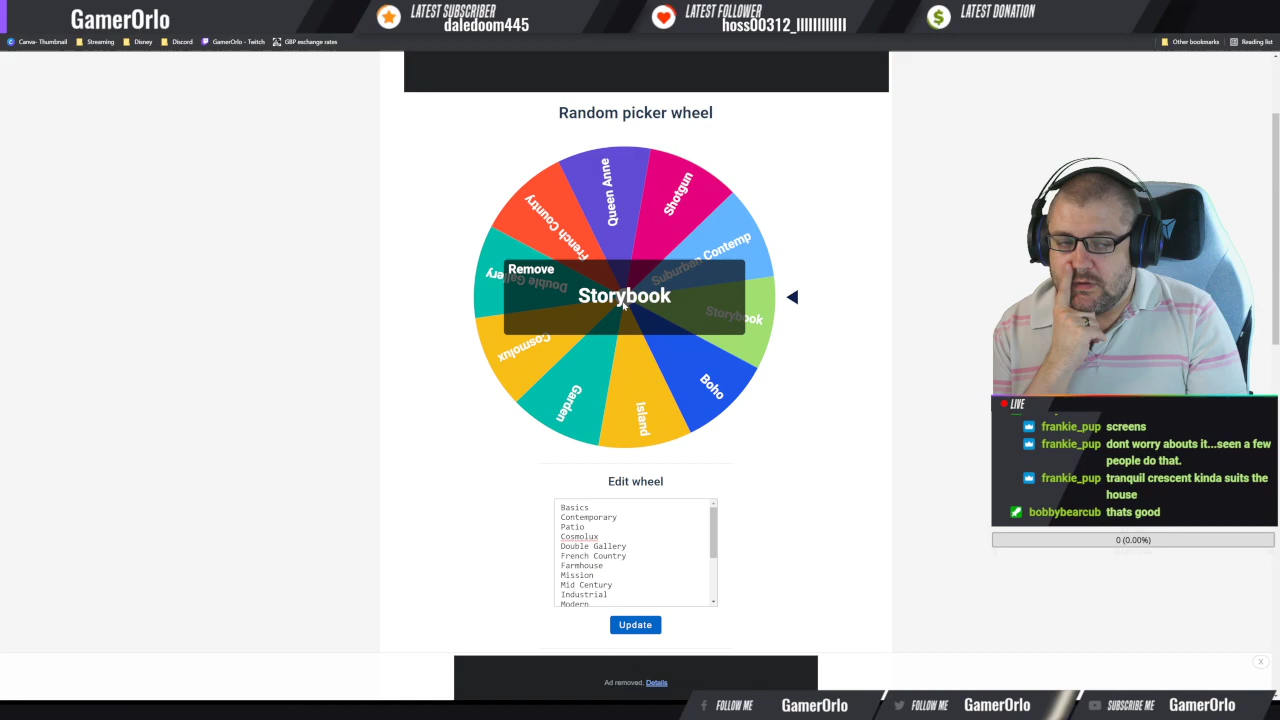 GamerOrlo
LATEST SUBSCRIBER
daledoom445
LATEST FOLLOWER
hoss00312_llllllllllll
LATEST DONATION
Canva- Thumbnail
Streaming
Disney
Discord
GamerOrlo - Twitch
GBP exchange rates
Other bookmarks
Reading list
Random picker wheel
Queen Anne
Shotgun
French Country
Suburban Contemp
Double Gallery
Remove
Storybook
Storybook
Cosmolux
Boho
Garden
Island
Edit wheel
Basics
Contemporary
Patio
Cosmolux
Double Gallery
French Country
Farmhouse
Mission
Mid Century
Industrial
Modern
Update
Ad removed. Details
X
LIVE
frankie_pup screens
frankie_pup dont worry abouts it...seen a few
people do that.
frankie_pup tranquil crescent kinda suits the
house
bobbybearcub thats good
0 (0.00%)
FOLLOW ME GamerOrlo
FOLLOW ME GamerOrlo
SUBSCRIBE ME GamerOrlo